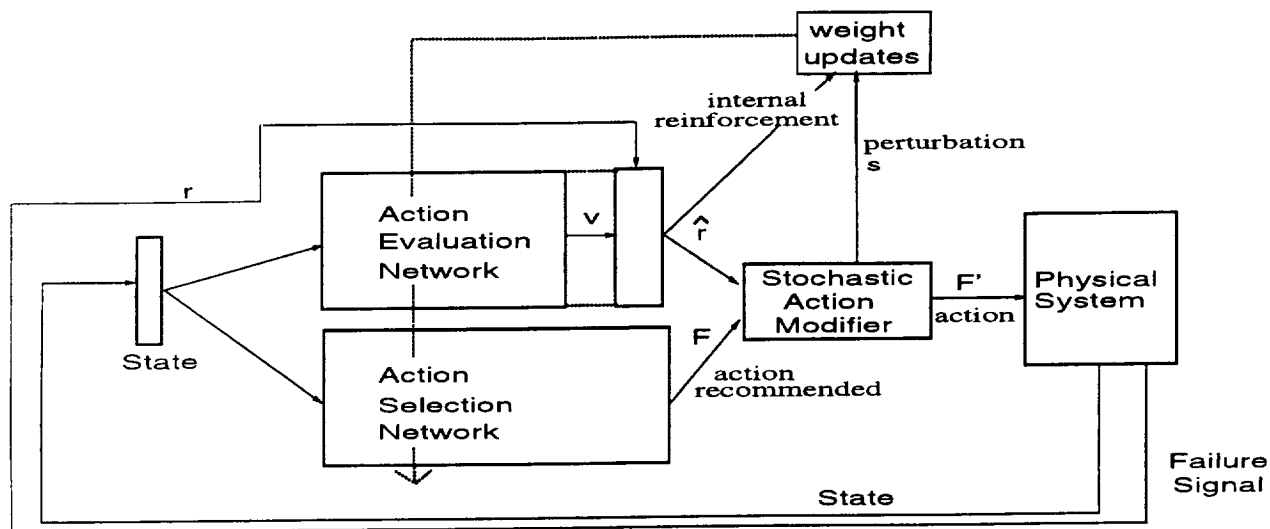 weight
updates
internal
reinforcement
perturbation
s
r
Action
Evaluation
Network
v
r̂
State
Stochastic
Action
Modifier
F'
action
Physical
System
F
action
recommended
Action
Selection
Network
Failure
Signal
State